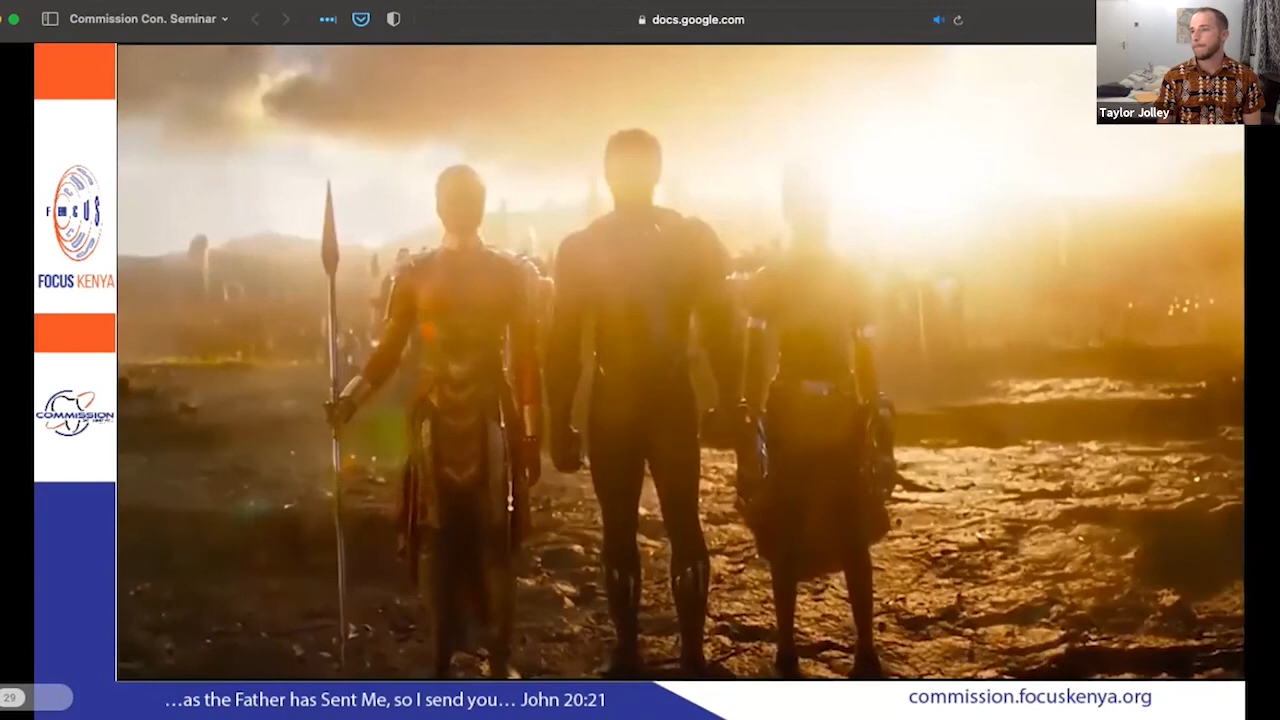 Commission Con. Seminar
docs.google.com
Taylor Jolley
FOCUS
FOCUS KENYA
COMMISSION
29
…as the Father has Sent Me, so I send you… John 20:21
commission.focuskenya.org